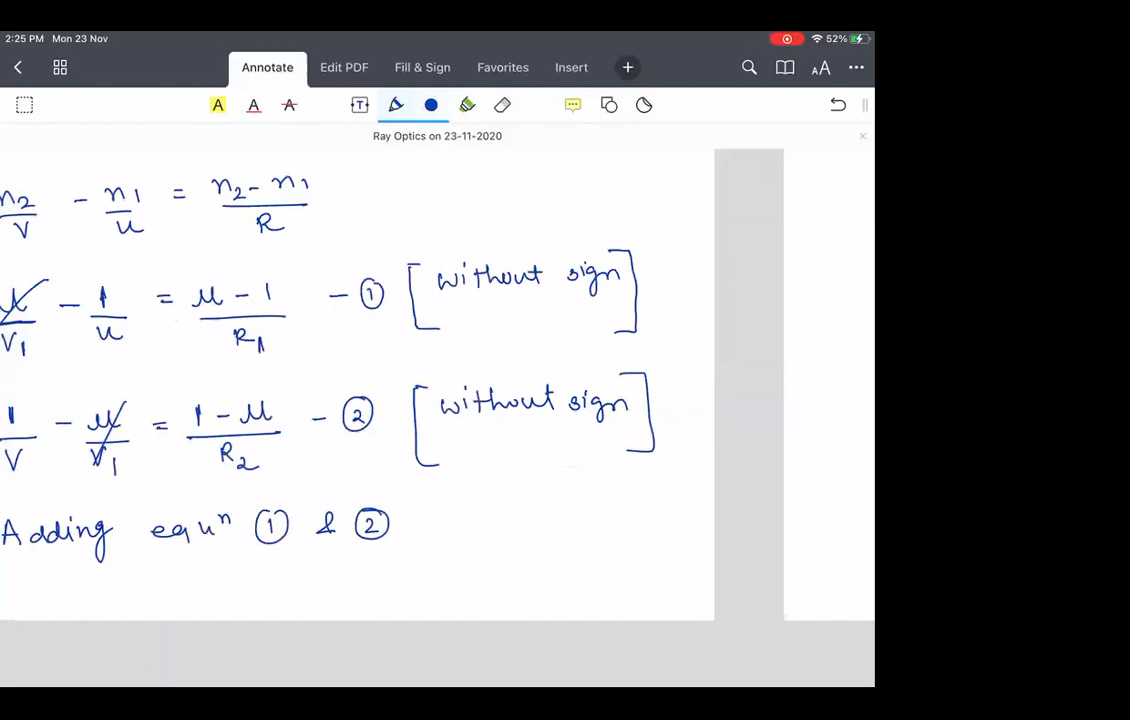 2:25 PM Mon 23 Nov 52%
Annotate Edit PDF Fill & Sign Favorites Insert + AA
A A A T
Ray Optics on 23-11-2020 ×
n2/V - n1/u = n2 - n1/R
μ/V1 - 1/u = μ - 1/R1 - ① [without sign]
1/V - μ/V1 = 1 - μ/R2 - ② [without sign]
Adding equⁿ ① & ②